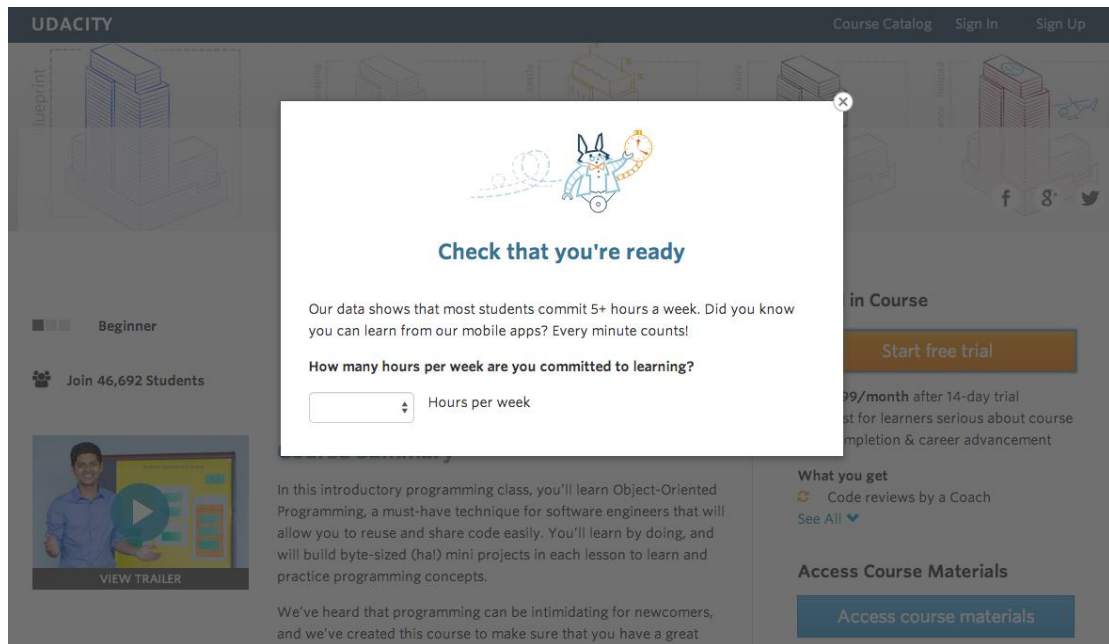 UDACITY
Course Catalog
Sign In
Sign Up
Check that you're ready
Our data shows that most students commit 5+ hours a week. Did you know
you can learn from our mobile apps? Every minute counts!
How many hours per week are you committed to learning?
Hours per week
Beginner
Join 46,692 Students
VIEW TRAILER
In this introductory programming class, you'll learn Object-Oriented
Programming, a must-have technique for software engineers that will
allow you to reuse and share code easily. You'll learn by doing, and
will build byte-sized (ha!) mini projects in each lesson to learn and
practice programming concepts.
We've heard that programming can be intimidating for newcomers,
and we've created this course to make sure that you have a great
in Course
Start free trial
99/month after 14-day trial
for learners serious about course
& career advancement
What you get
Code reviews by a Coach
See All
Access Course Materials
Access course materials